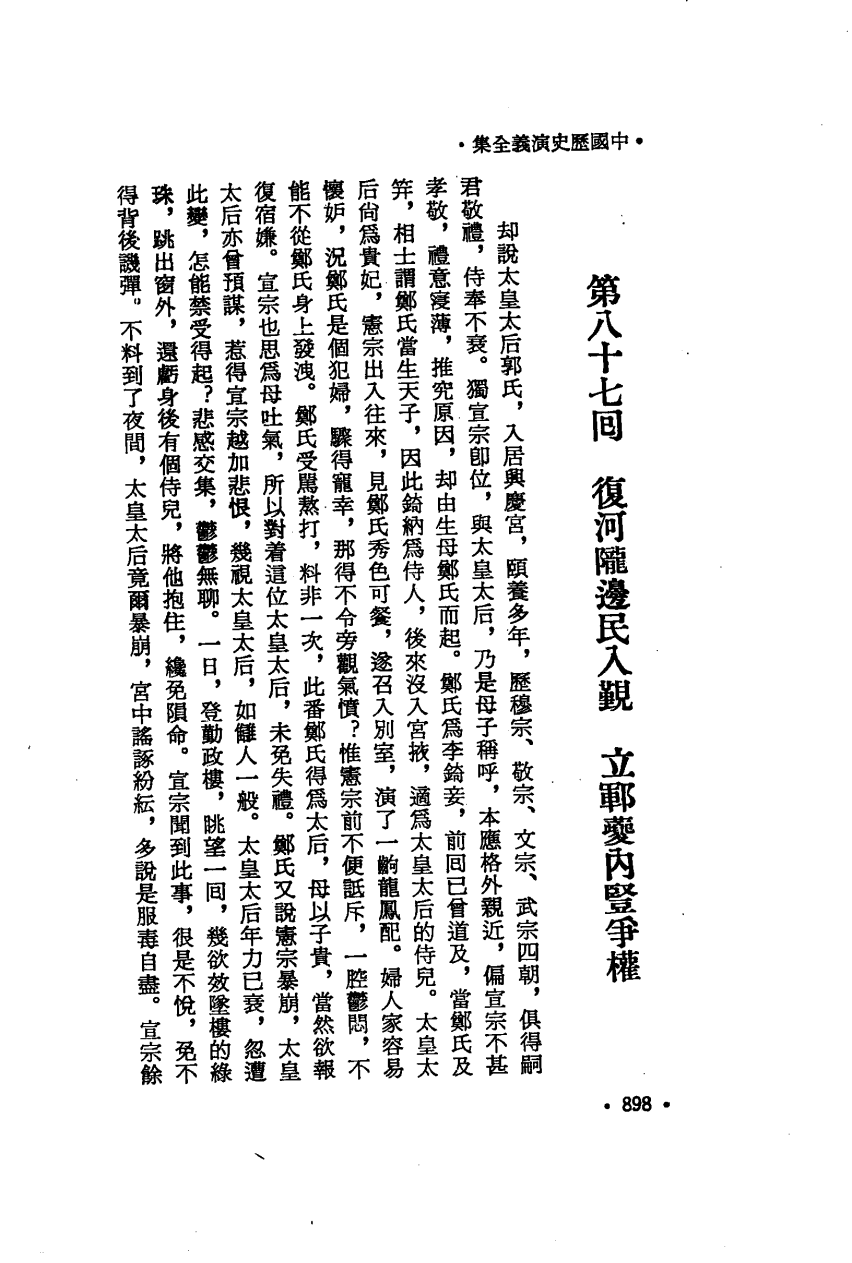 •中國歷史演義全集•
第八十七回　復河隴邊民入覲　立鄆夔內豎爭權
却說太皇太后郭氏，入居興慶宮，頤養多年，歷穆宗、敬宗、文宗、武宗四朝，俱得嗣
君敬禮，侍奉不衰。獨宣宗卽位，與太皇太后，乃是母子稱呼，本應格外親近，偏宣宗不甚
孝敬，禮意寖薄，推究原因，却由生母鄭氏而起。鄭氏爲李錡妾，前回已曾道及，當鄭氏及
笄，相士謂鄭氏當生天子，因此錡納爲侍人，後來沒入宮掖，適爲太皇太后的侍兒。太皇太
后尙爲貴妃，憲宗出入往來，見鄭氏秀色可餐，遂召入別室，演了一齣龍鳳配。婦人家容易
懷妒，況鄭氏是個犯婦，驟得寵幸，那得不令旁觀氣憤？惟憲宗前不便詆斥，一腔鬱悶，不
能不從鄭氏身上發洩。鄭氏受罵熬打，料非一次，此番鄭氏得爲太后，母以子貴，當然欲報
復宿嫌。宣宗也思爲母吐氣，所以對着這位太皇太后，未免失禮。鄭氏又說憲宗暴崩，太皇
太后亦曾預謀，惹得宣宗越加悲恨，幾視太皇太后，如讎人一般。太皇太后年力已衰，忽遭
此變，怎能禁受得起？悲感交集，鬱鬱無聊。一日，登勤政樓，眺望一回，幾欲效墜樓的綠
珠，跳出窗外，還虧身後有個侍兒，將他抱住，纔免隕命。宣宗聞到此事，很是不悅，免不
得背後譏彈。不料到了夜間，太皇太后竟爾暴崩，宮中謠諑紛紜，多說是服毒自盡。宣宗餘
•898•